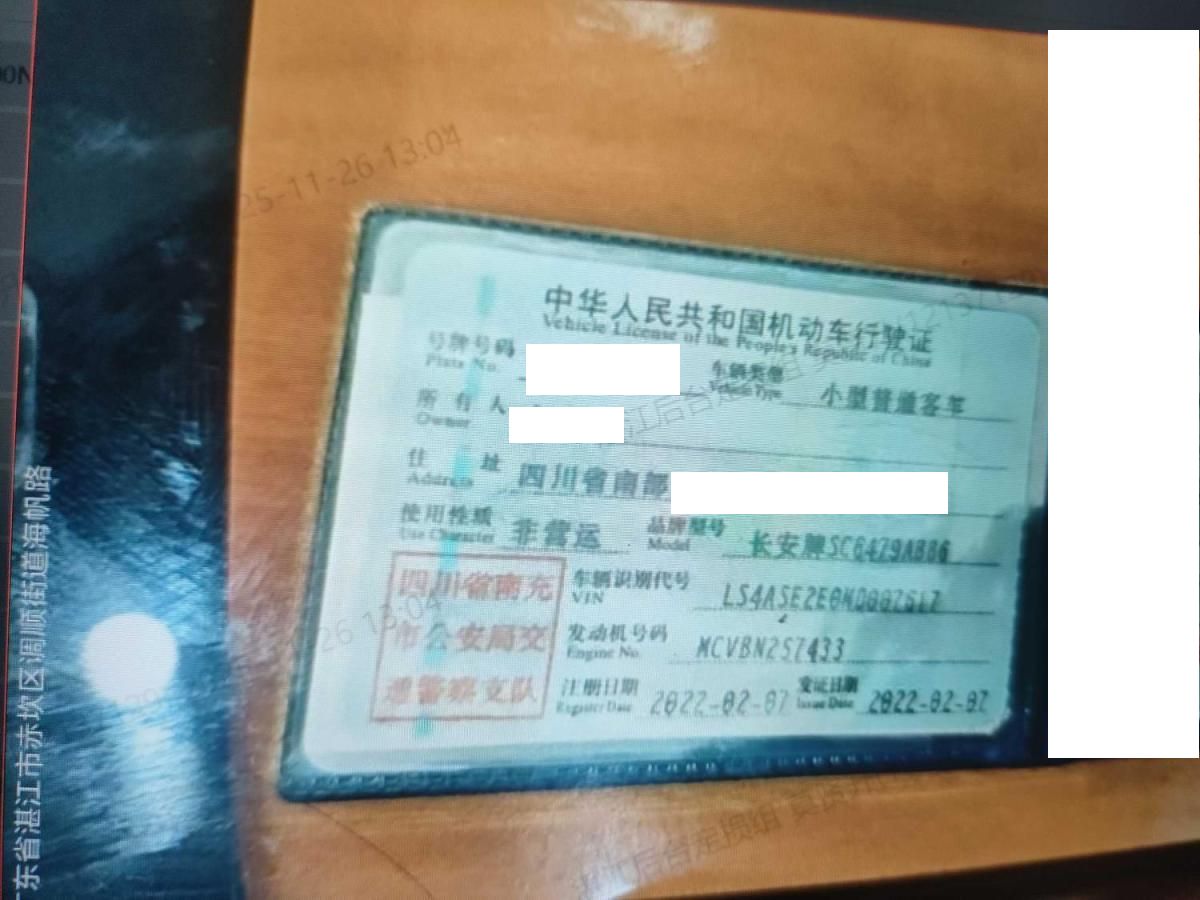 中华人民共和国机动车行驶证
Vehicle License of the People's Republic of China
号牌号码
Plate No.
车辆类型 小型普通客车
Vehicle Type
所有人
Owner
住址 四川省南部
Address
使用性质 非营运
Use Character
品牌型号 长安牌SC6479ABB6
Model
四川省南充
市公安局交
通警察支队
车辆识别代号
VIN
发动机号码 MCVBN257433
Engine No.
注册日期 2022-02-07
Register Date
发证日期 2022-02-07
Issue Date
25-11-26 13:04
东省湛江市赤坎区调顺街道海帆路